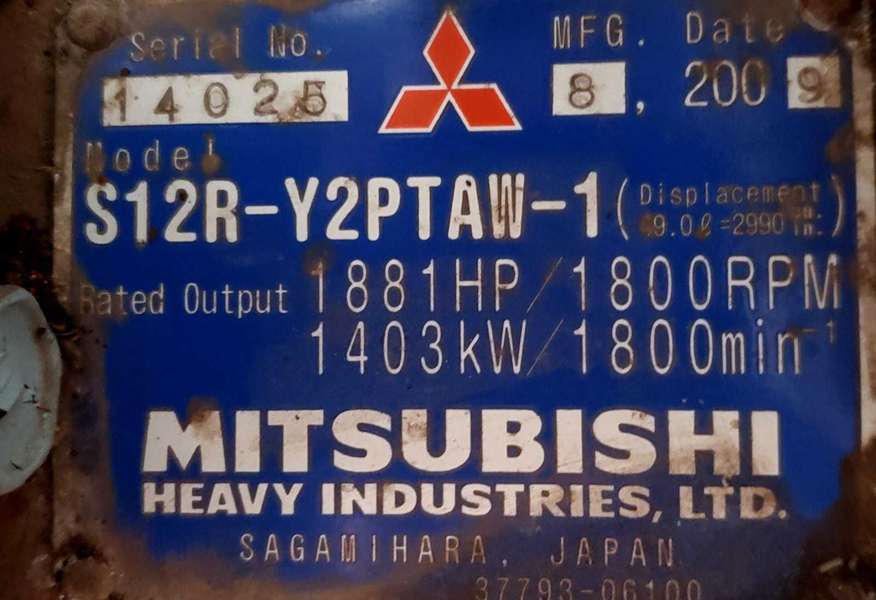 Serial No.
14025
MFG. Date
8, 2009
Model
S12R-Y2PTAW-1 (Displacement
9.0ℓ=2990 in.)
Rated Output 1881HP/1800RPM
1403kW/1800min⁻¹
MITSUBISHI
HEAVY INDUSTRIES, LTD.
SAGAMIHARA, JAPAN
37793-06100